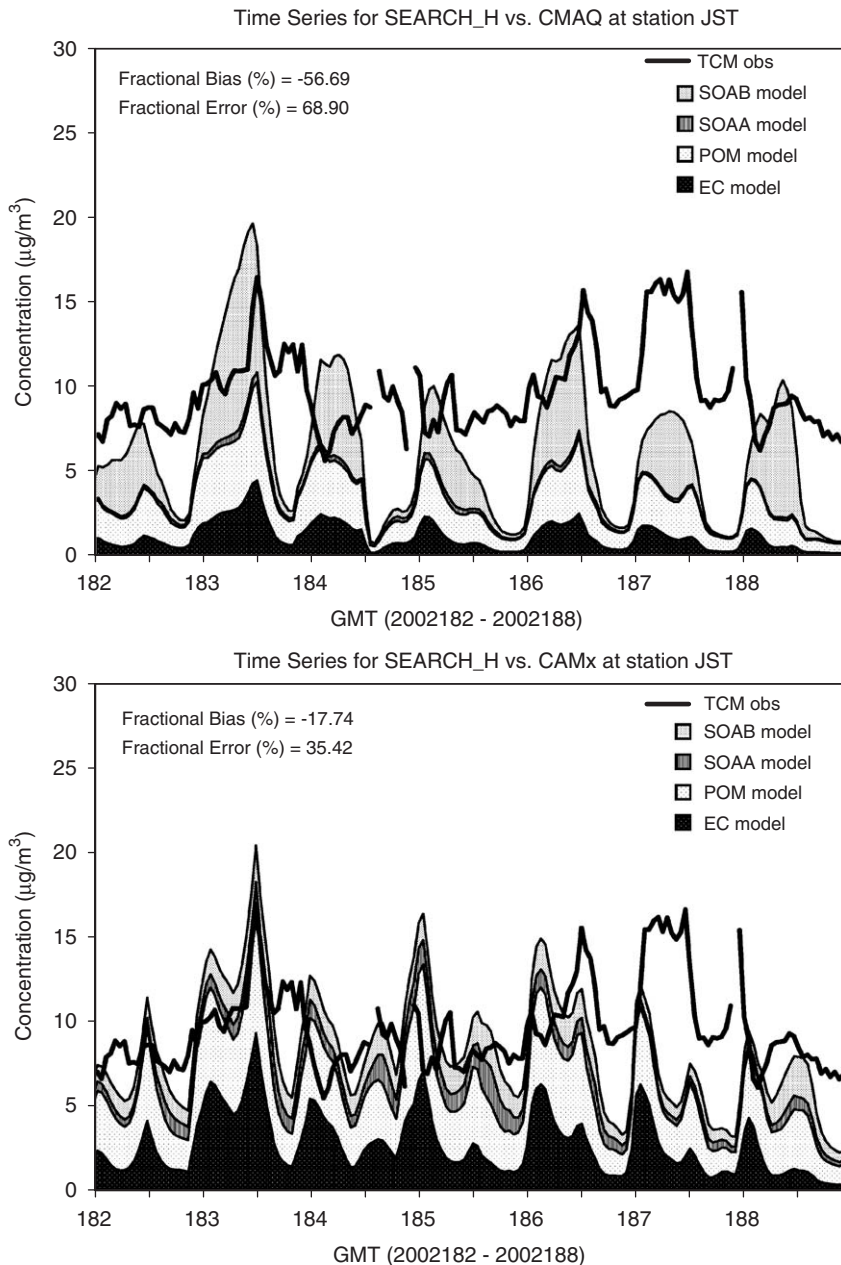 Time Series for SEARCH_H vs. CMAQ at station JST
30
25
20
15
10
5
0
Concentration (μg/m³)
Fractional Bias (%) = -56.69
Fractional Error (%) = 68.90
TCM obs
SOAB model
SOAA model
POM model
EC model
182 183 184 185 186 187 188
GMT (2002182 - 2002188)
Time Series for SEARCH_H vs. CAMx at station JST
30
25
20
15
10
5
0
Concentration (μg/m³)
Fractional Bias (%) = -17.74
Fractional Error (%) = 35.42
TCM obs
SOAB model
SOAA model
POM model
EC model
182 183 184 185 186 187 188
GMT (2002182 - 2002188)